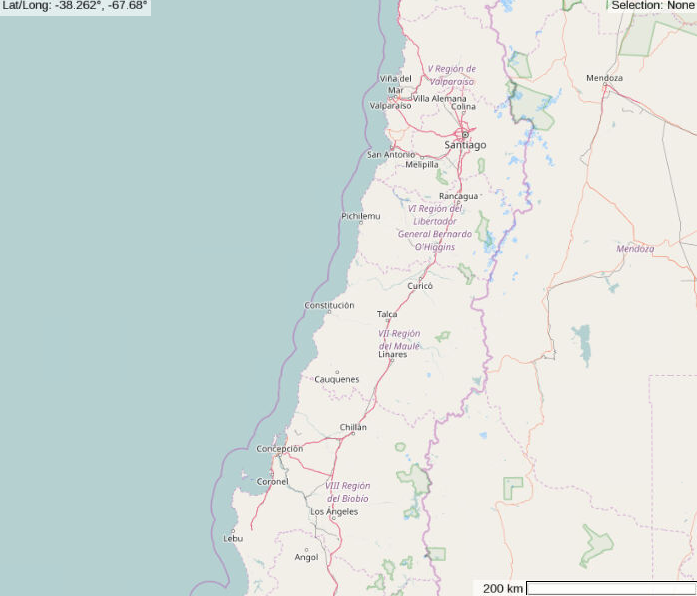 Lat/Long: -38.262°, -67.68°
Selection: None
V Región de
Valparaíso
Viña del
Mar
Mendoza
Villa Alemana
Valparaíso
Colina
Santiago
San Antonio
Melipilla
Rancagua
VI Región del
Libertador
General Bernardo
O'Higgins
Pichilemu
Mendoza
Curicó
Constitución
Talca
VII Región
del Maule
Linares
Cauquenes
Chillán
Concepción
Coronel
VIII Región
del Biobío
Los Ángeles
Lebu
Angol
200 km